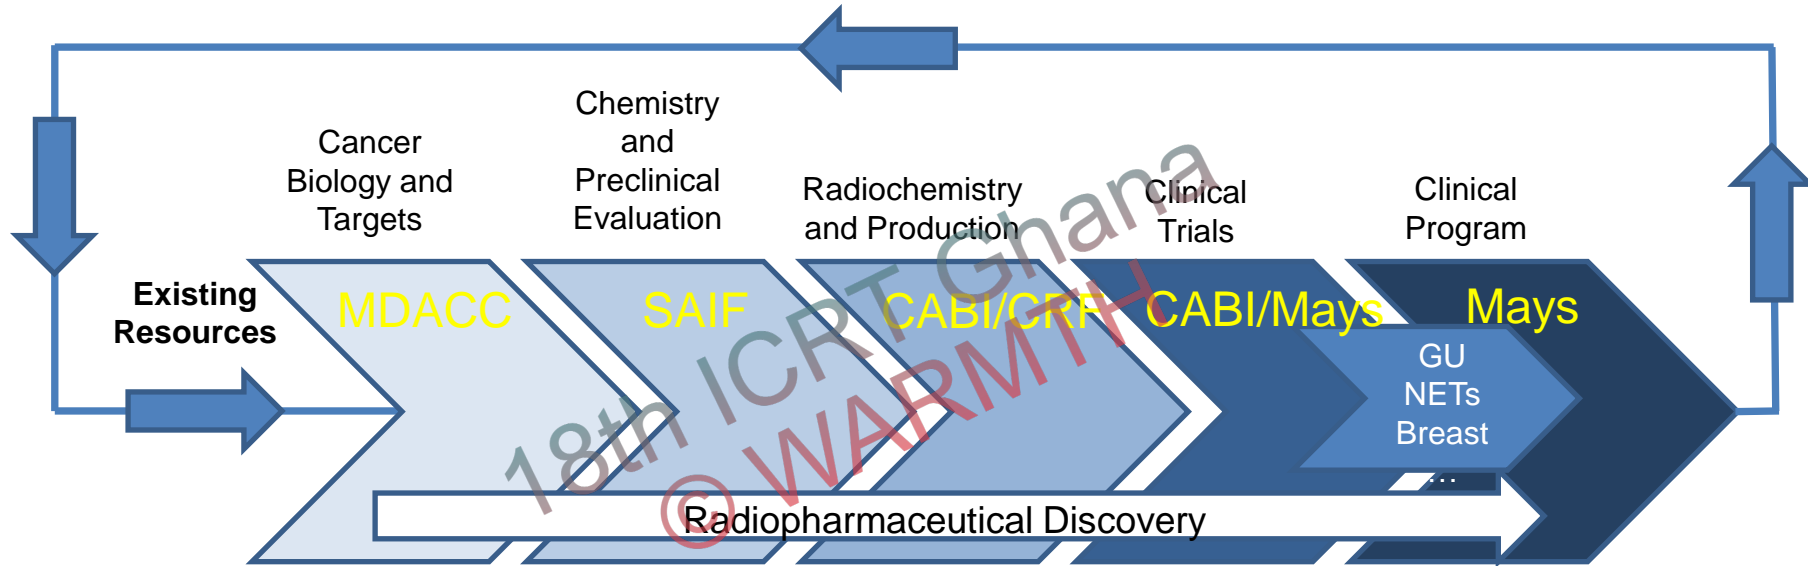 Cancer
Biology and
Targets
Chemistry
and
Preclinical
Evaluation
Radiochemistry
and Production
Clinical
Trials
Clinical
Program
Existing
Resources
MDACC
SAIF
CABI/CRF
CABI/Mays
Mays
GU
NETs
Breast
...
Radiopharmaceutical Discovery
18th ICRT Ghana
© WARMTH